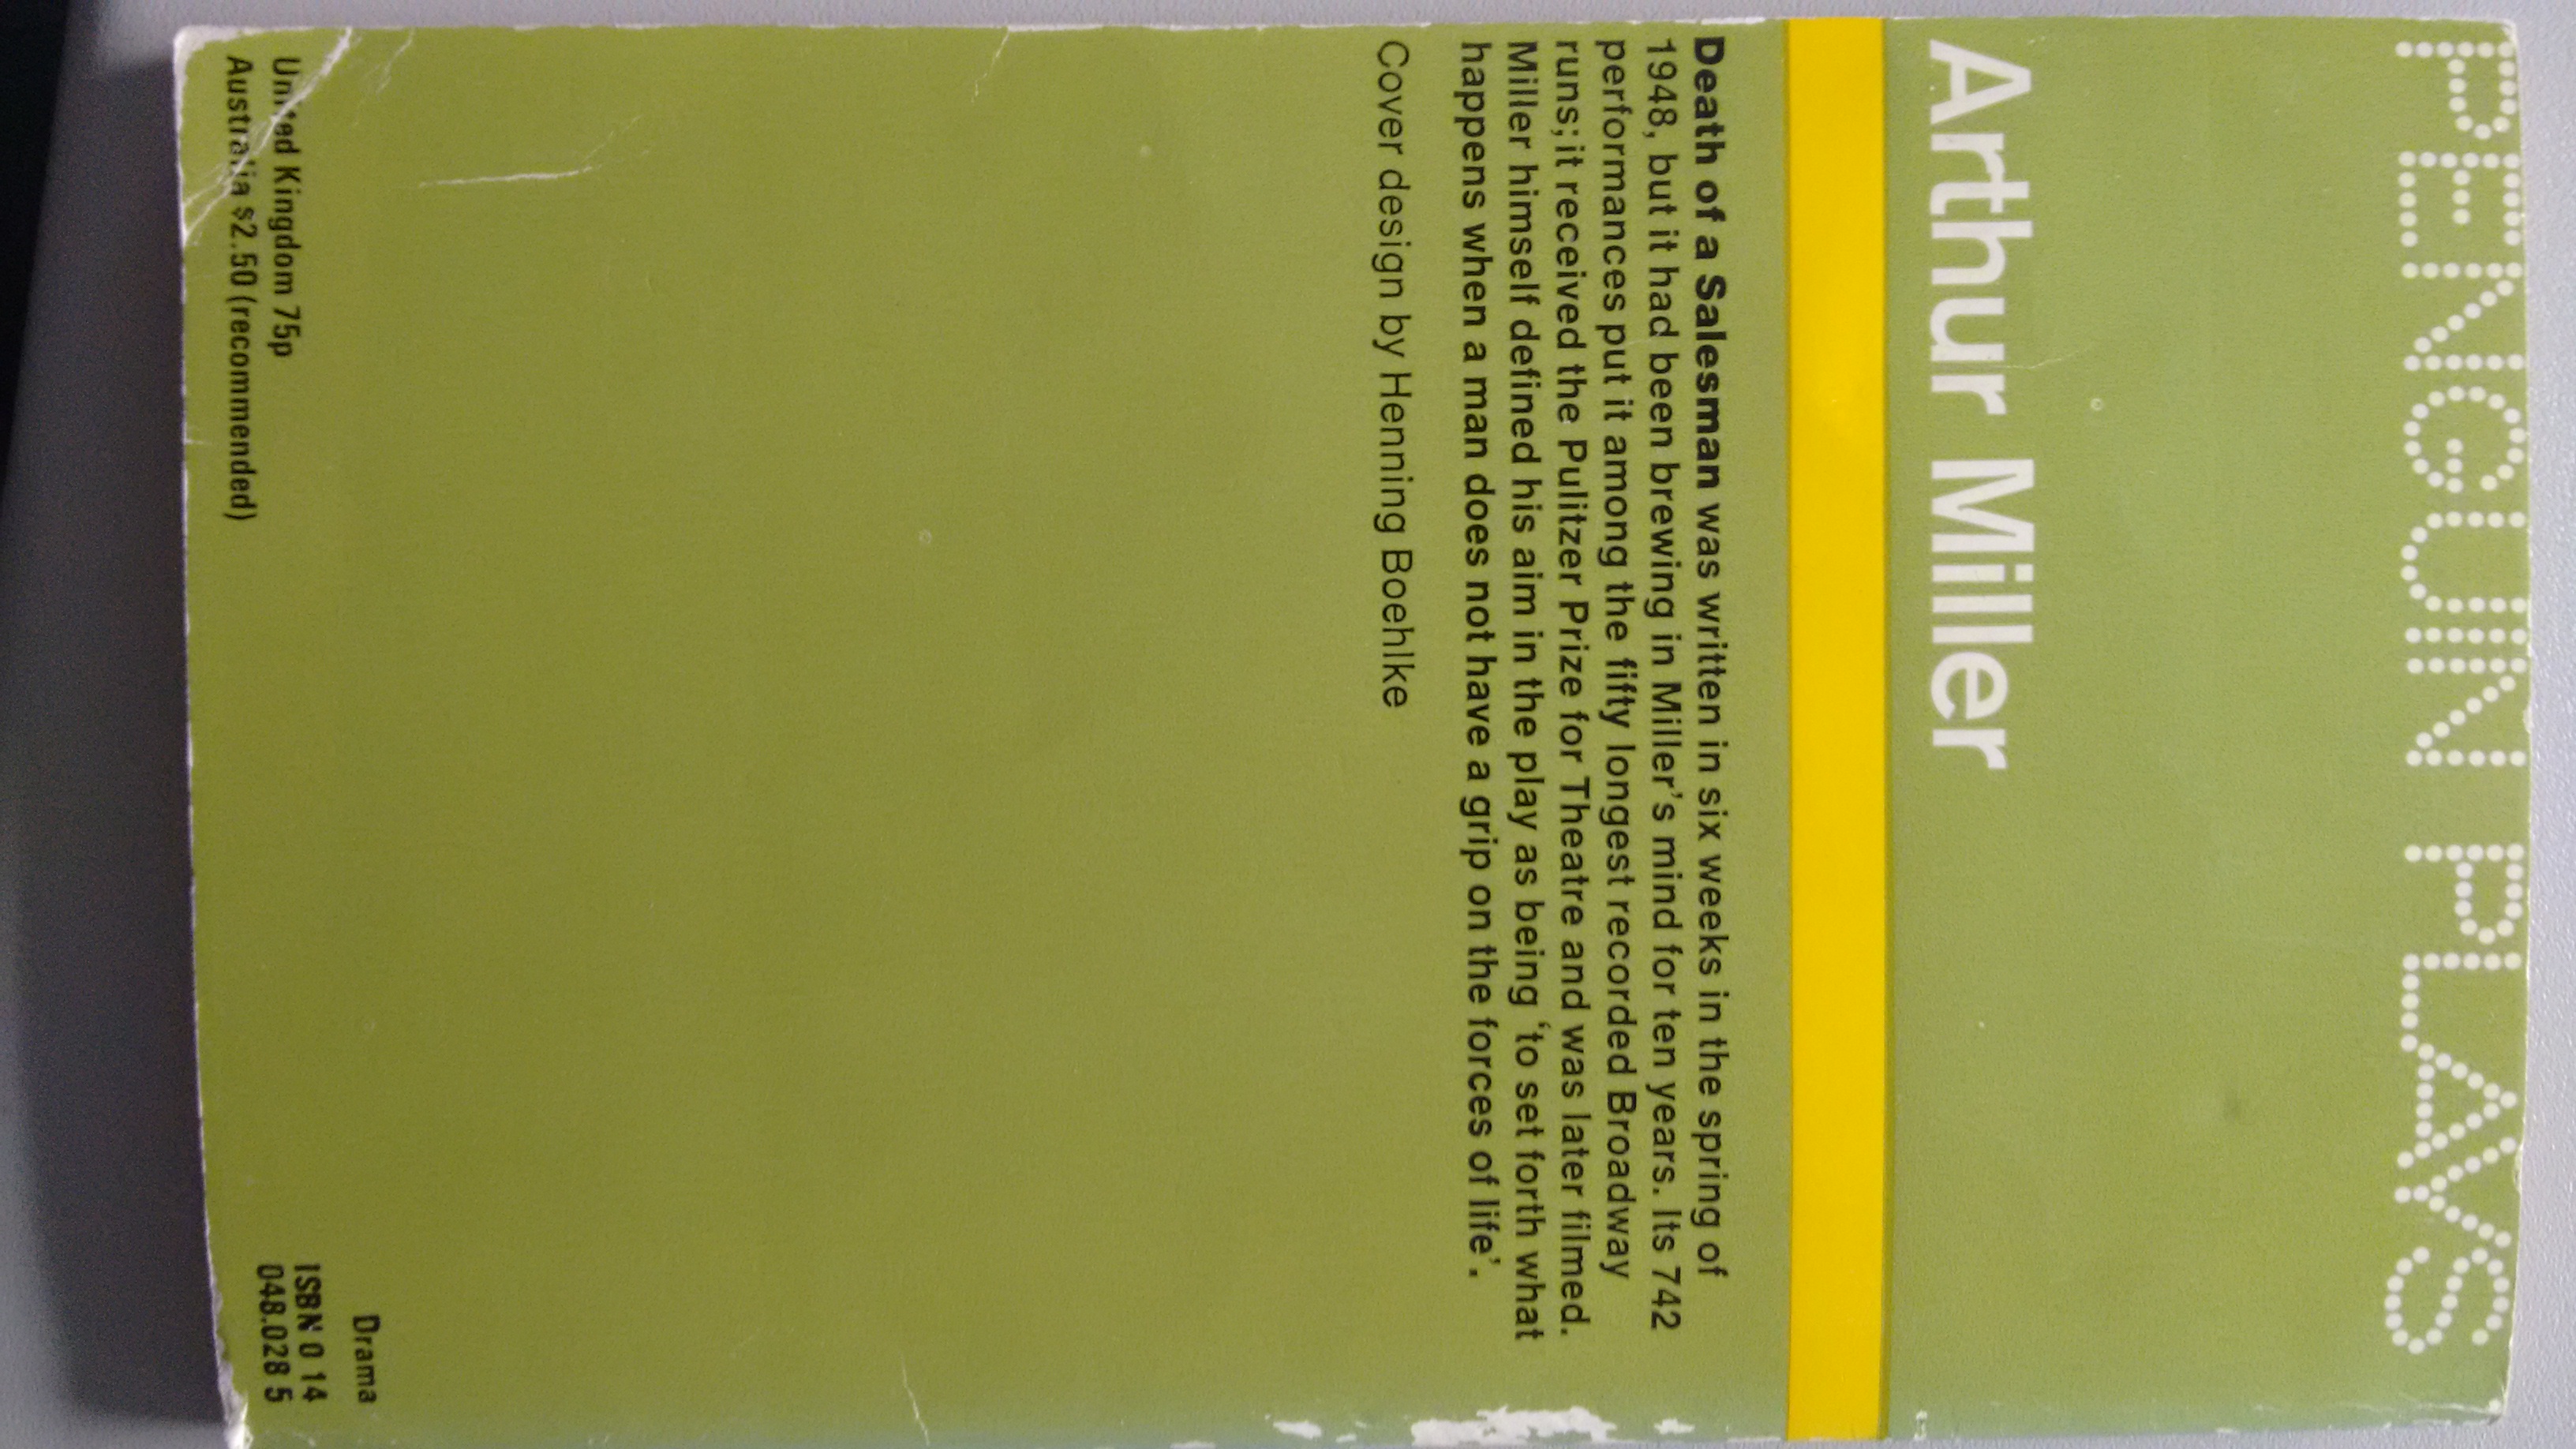 PENGUIN PLAYS
Arthur Miller
Death of a Salesman was written in six weeks in the spring of
1948, but it had been brewing in Miller's mind for ten years. Its 742
performances put it among the fifty longest recorded Broadway
runs; it received the Pulitzer Prize for Theatre and was later filmed.
Miller himself defined his aim in the play as being 'to set forth what
happens when a man does not have a grip on the forces of life'.
Cover design by Henning Boehlke
United Kingdom 75p
Australia $2.50 (recommended)
Drama
ISBN 0 14
048.028 5